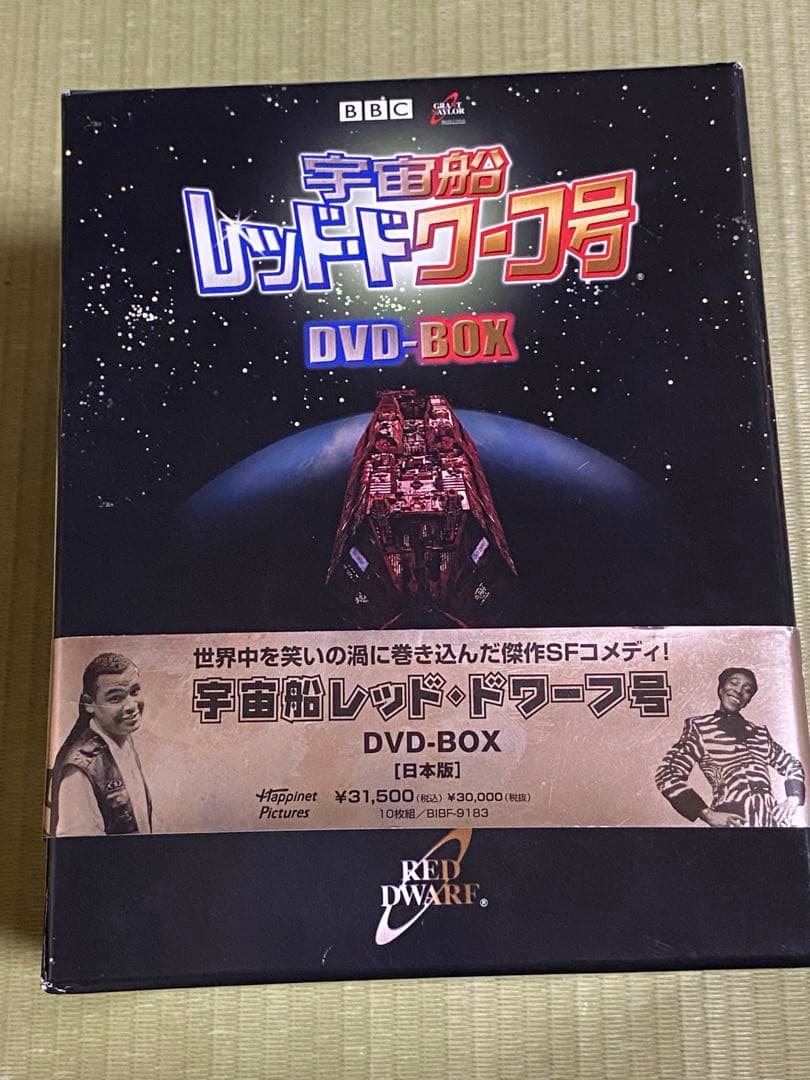 BBC
GRANT
NAYLOR
宇宙船
レッド・ドワーフ号®
DVD-BOX
世界中を笑いの渦に巻き込んだ傑作SFコメディ!
宇宙船レッド・ドワーフ号
DVD-BOX
[日本版]
Happinet
Pictures
¥31,500(税込) ¥30,000(税抜)
10枚組/BIBF-9183
RED
DWARF®